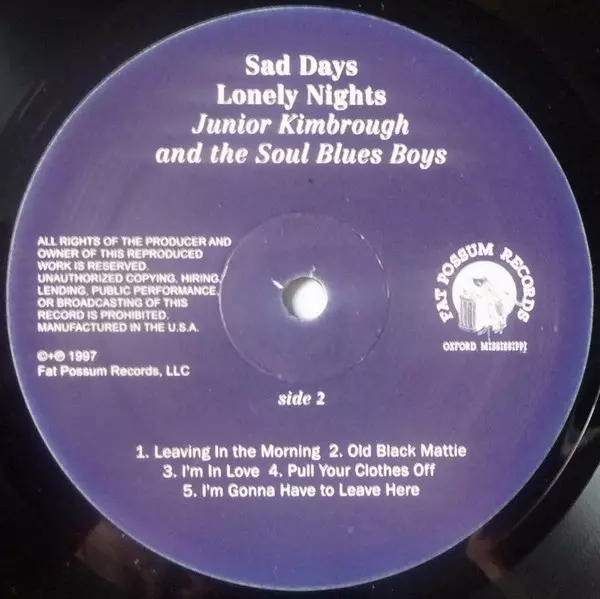 Sad Days
Lonely Nights
Junior Kimbrough
and the Soul Blues Boys
ALL RIGHTS OF THE PRODUCER AND
OWNER OF THIS REPRODUCED
WORK IS RESERVED.
UNAUTHORIZED COPYING, HIRING,
LENDING, PUBLIC PERFORMANCE,
OR BROADCASTING OF THIS
RECORD IS PROHIBITED.
MANUFACTURED IN THE U.S.A.
©+℗ 1997
Fat Possum Records, LLC
FAT POSSUM RECORDS
OXFORD MISSISSIPPI
side 2
1. Leaving In the Morning 2. Old Black Mattie
3. I'm In Love 4. Pull Your Clothes Off
5. I'm Gonna Have to Leave Here